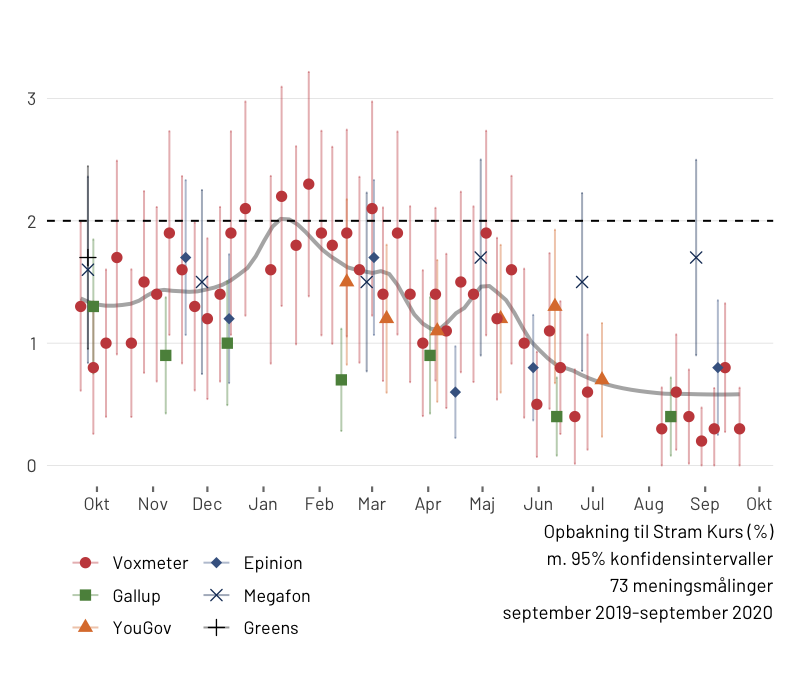 3
2
1
0
Okt Nov Dec Jan Feb Mar Apr Maj Jun Jul Aug Sep Okt
Opbakning til Stram Kurs (%)
m. 95% konfidensintervaller
73 meningsmålinger
september 2019-september 2020
Voxmeter Epinion
Gallup Megafon
YouGov Greens